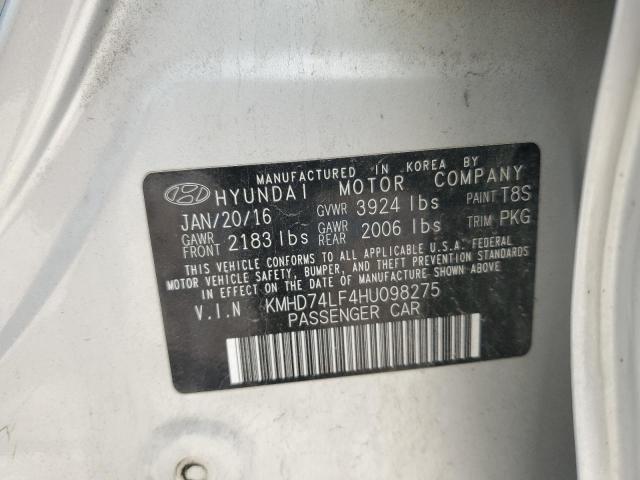 MANUFACTURED IN KOREA BY
HYUNDAI MOTOR COMPANY
JAN/20/16 GVWR 3924 lbs PAINT T8S
GAWR FRONT 2183 lbs GAWR REAR 2006 lbs TRIM PKG
THIS VEHICLE CONFORMS TO ALL APPLICABLE U.S.A. FEDERAL
MOTOR VEHICLE SAFETY, BUMPER, AND THEFT PREVENTION
STANDARDS IN EFFECT ON THE DATE OF MANUFACTURE SHOWN ABOVE.
V.I.N KMHD74LF4HU098275
PASSENGER CAR